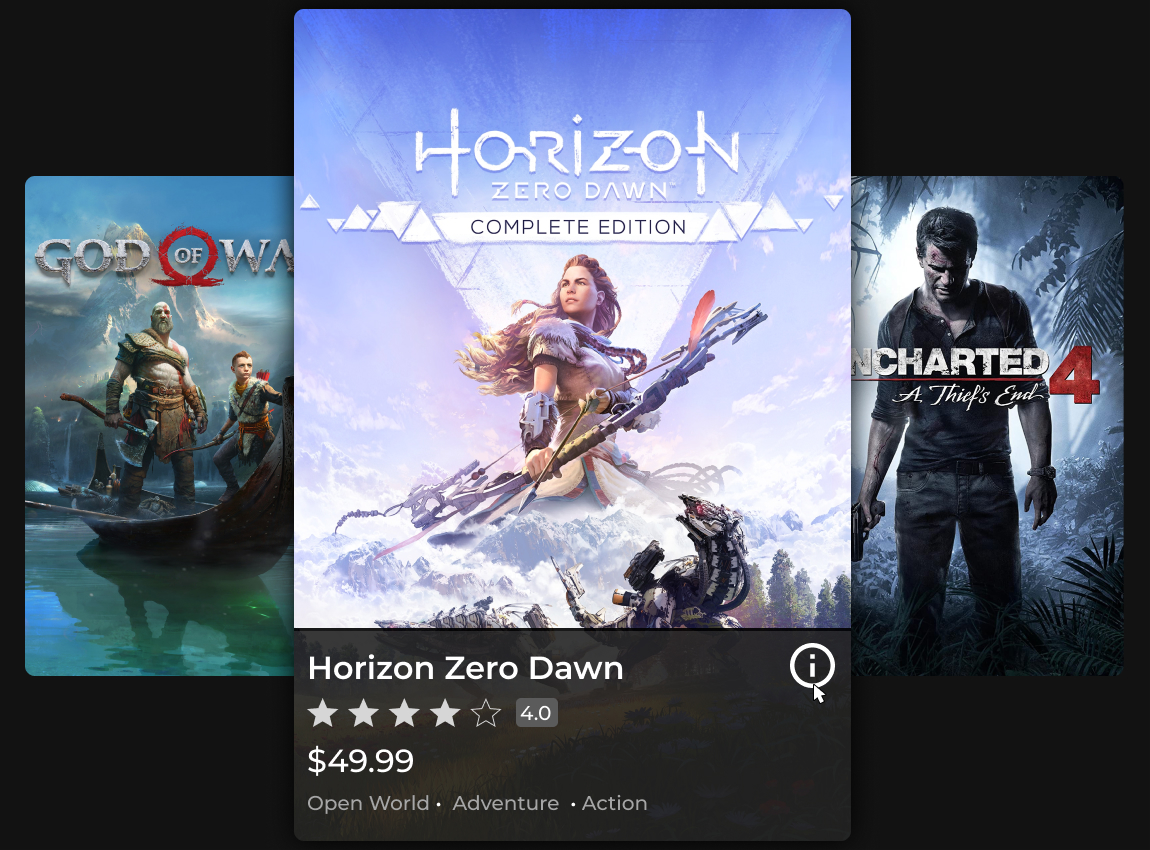 GOD OF WA
HORIZON
ZERO DAWN™
COMPLETE EDITION
NCHARTED 4
A Thief's End
Horizon Zero Dawn
4.0
$49.99
Open World • Adventure • Action